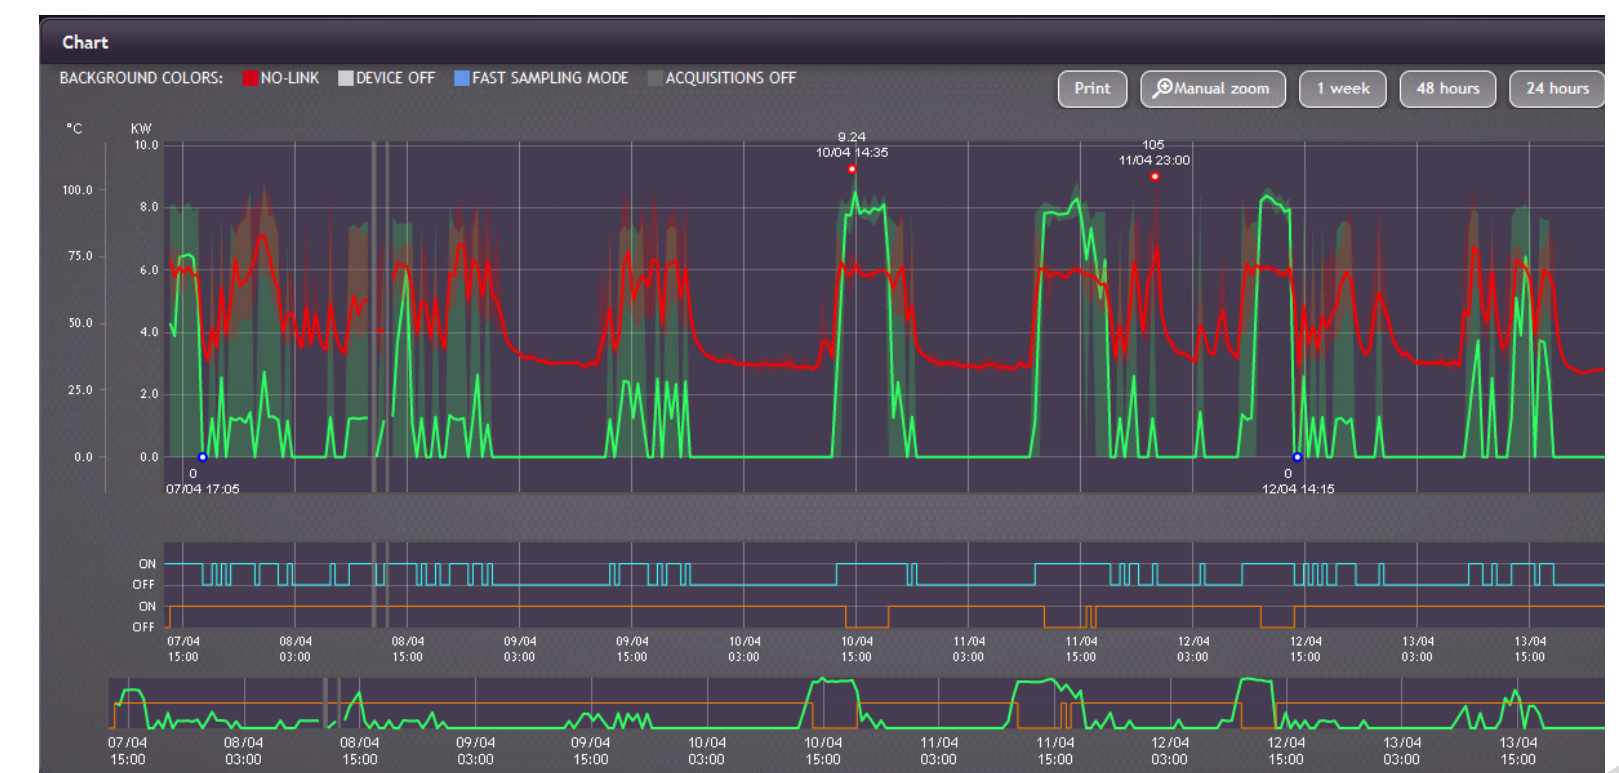 Chart
BACKGROUND COLORS: NO-LINK DEVICE OFF FAST SAMPLING MODE ACQUISITIONS OFF
Print Manual zoom 1 week 48 hours 24 hours
°C KW
9.24
10/04 14:35
105
11/04 23:00
10.0
100.0
8.0
75.0
6.0
50.0
4.0
25.0
2.0
0.0 0.0
0
07/04 17:05
0
12/04 14:15
ON
OFF
ON
OFF
07/04 08/04 08/04 09/04 09/04 10/04 10/04 11/04 11/04 12/04 12/04 13/04 13/04
15:00 03:00 15:00 03:00 15:00 03:00 15:00 03:00 15:00 03:00 15:00 03:00 15:00
07/04 08/04 08/04 09/04 09/04 10/04 10/04 11/04 11/04 12/04 12/04 13/04 13/04
15:00 03:00 15:00 03:00 15:00 03:00 15:00 03:00 15:00 03:00 15:00 03:00 15:00